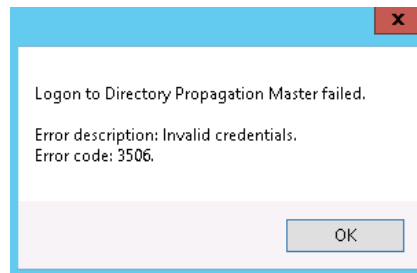 x
Logon to Directory Propagation Master failed.
Error description: Invalid credentials.
Error code: 3506.
OK